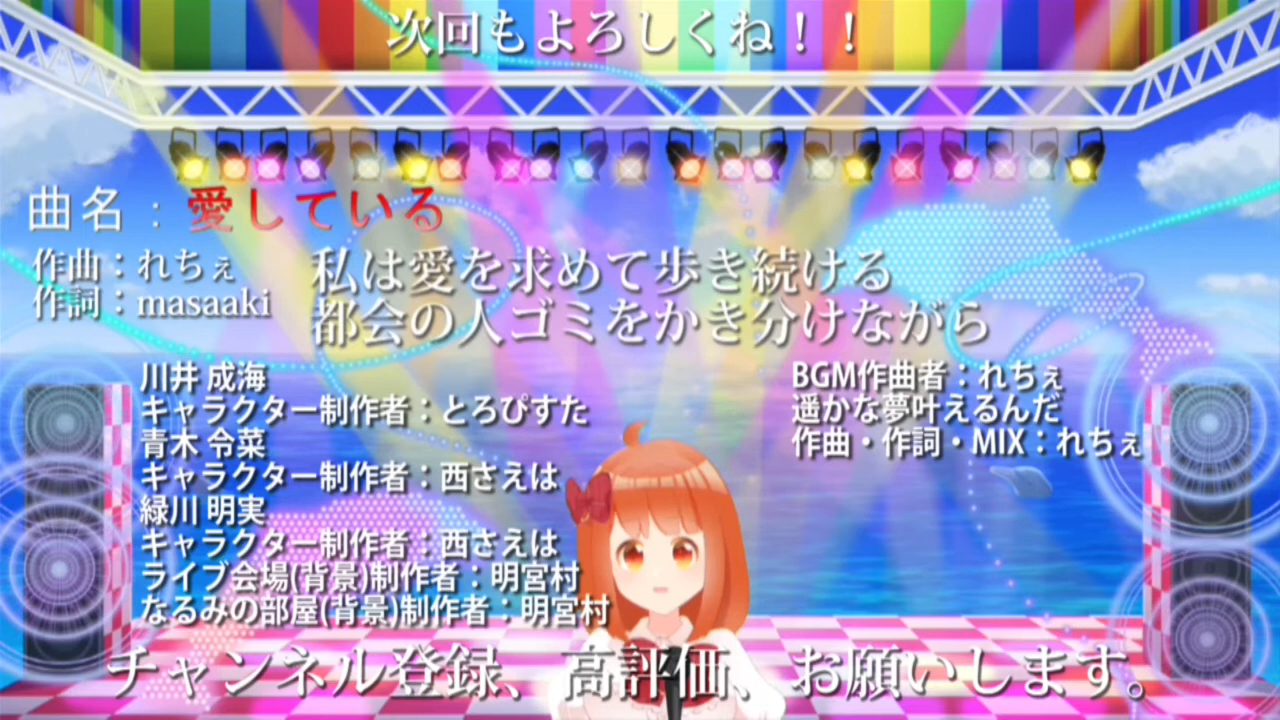 次回もよろしくね！！
曲名：愛している
作曲：れちぇ
作詞：masaaki
私は愛を求めて歩き続ける
都会の人ゴミをかき分けながら
川井 成海
キャラクター制作者：とろぴすた
青木 令菜
キャラクター制作者：西さえは
緑川 明実
キャラクター制作者：西さえは
ライブ会場(背景)制作者：明宮村
なるみの部屋(背景)制作者：明宮村
BGM作曲者：れちぇ
遥かな夢叶えるんだ
作曲・作詞・MIX：れちぇ
チャンネル登録、高評価、お願いします。